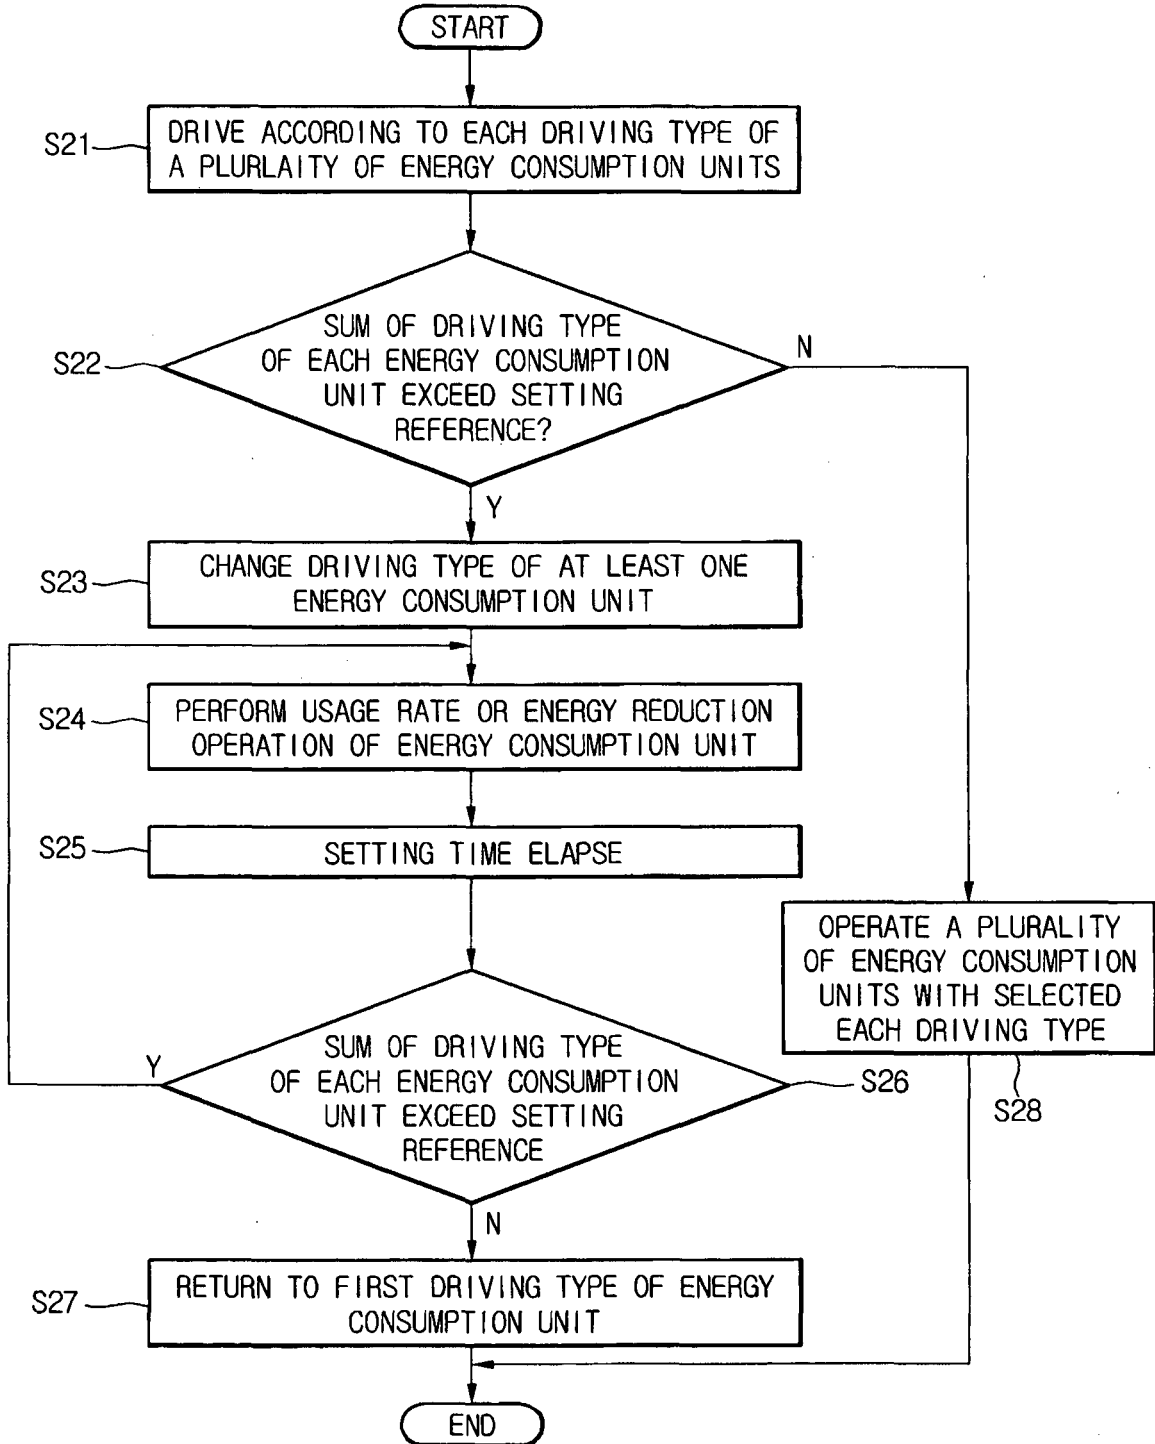 START
S21
DRIVE ACCORDING TO EACH DRIVING TYPE OF
A PLURLAITY OF ENERGY CONSUMPTION UNITS
S22
SUM OF DRIVING TYPE
OF EACH ENERGY CONSUMPTION
UNIT EXCEED SETTING
REFERENCE?
N
Y
S23
CHANGE DRIVING TYPE OF AT LEAST ONE
ENERGY CONSUMPTION UNIT
S24
PERFORM USAGE RATE OR ENERGY REDUCTION
OPERATION OF ENERGY CONSUMPTION UNIT
S25
SETTING TIME ELAPSE
OPERATE A PLURALITY
OF ENERGY CONSUMPTION
UNITS WITH SELECTED
EACH DRIVING TYPE
S28
SUM OF DRIVING TYPE
OF EACH ENERGY CONSUMPTION
UNIT EXCEED SETTING
REFERENCE
Y
S26
N
S27
RETURN TO FIRST DRIVING TYPE OF ENERGY
CONSUMPTION UNIT
END